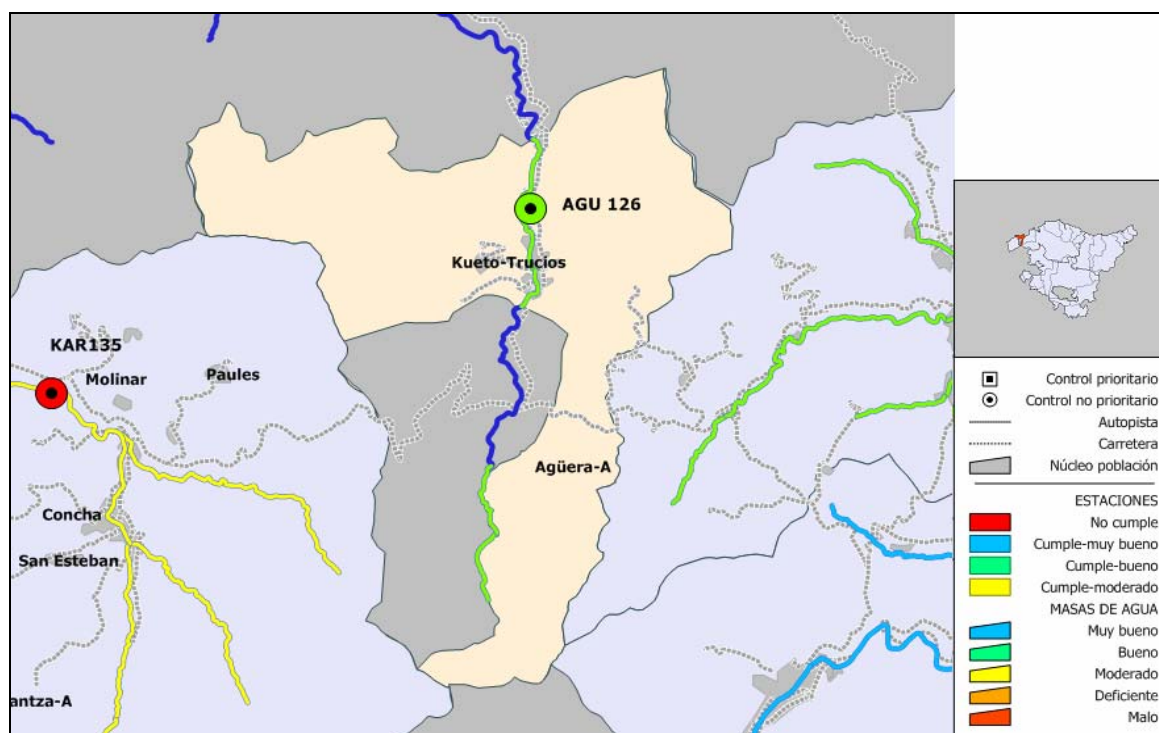 AGU 126
Kueto-Trucios
KAR135
Molinar
Paules
Agüera-A
Concha
San Esteban
antza-A
Control prioritario
Control no prioritario
Autopista
Carretera
Núcleo población
ESTACIONES
No cumple
Cumple-muy bueno
Cumple-bueno
Cumple-moderado
MASAS DE AGUA
Muy bueno
Bueno
Moderado
Deficiente
Malo